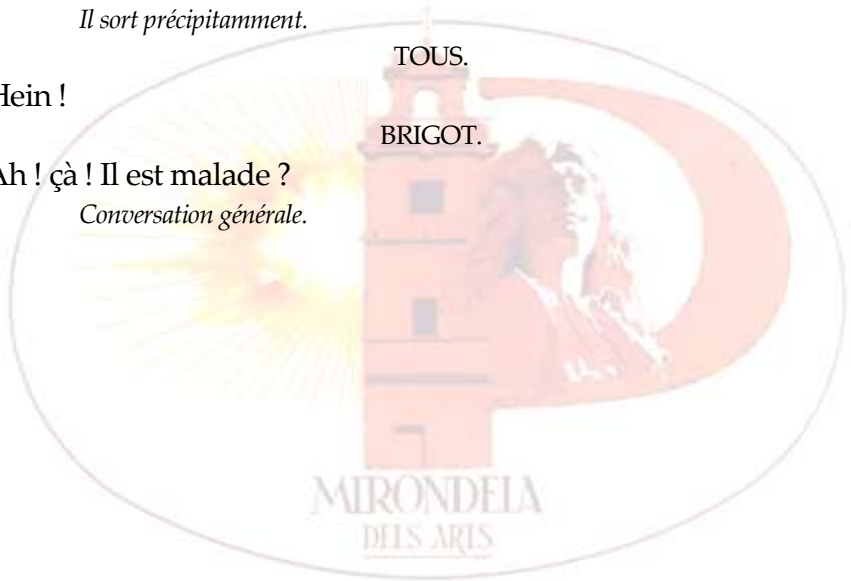 Il sort précipitamment.
TOUS.
Hein !
BRIGOT.
Ah ! çà ! Il est malade ?
Conversation générale.
MIRONDELA
DELS ARTS